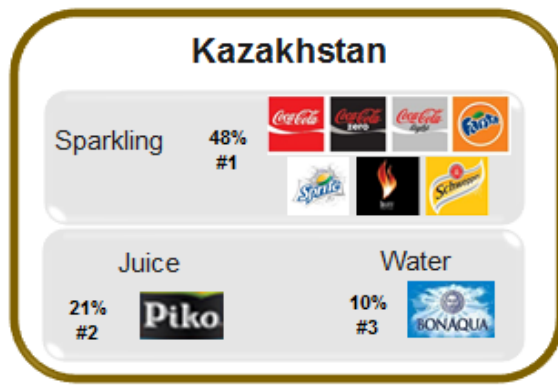 Kazakhstan
Sparkling
48%
#1
Coca-Cola
Coca-Cola
zero
Coca-Cola
light
Fanta
Sprite
Schweppes
Juice
21%
#2
Piko
Water
10%
#3
BONAQUA